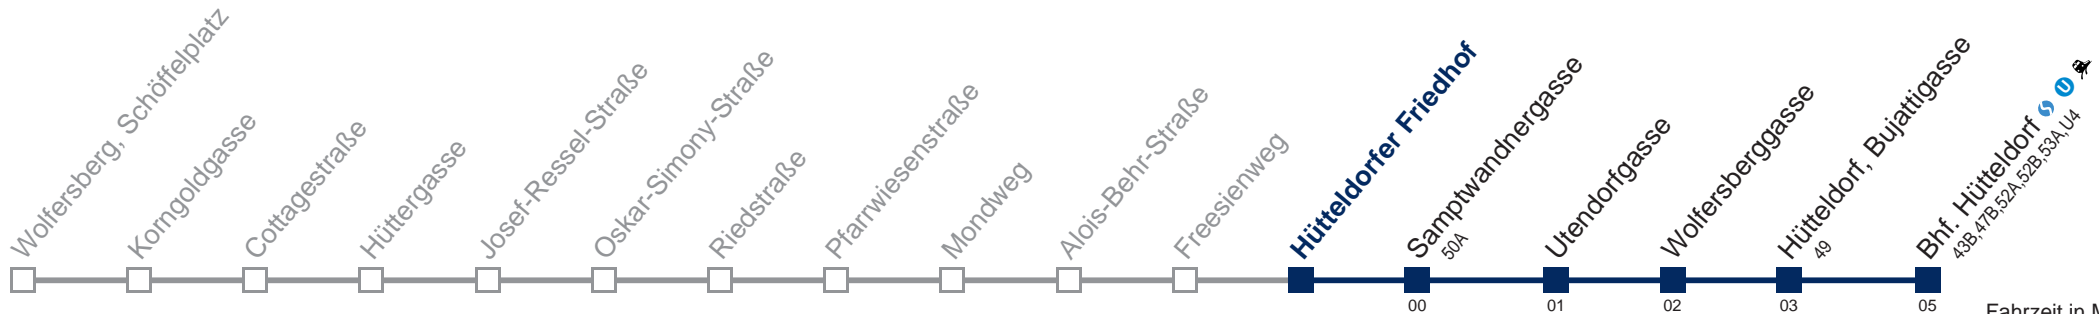 Wolfersberg, Schöffelplatz
Korngoldgasse
Cottagestraße
Hüttergasse
Josef-Ressel-Straße
Oskar-Simony-Straße
Riedstraße
Pfarrwiesenstraße
Mondweg
Alois-Behr-Straße
Freesienweg
Hütteldorfer Friedhof
Samptwandnergasse
50A
Utendorfgasse
Wolfersberggasse
Hütteldorf, Bujattigasse
49
Bhf. Hütteldorf S U
43B,47B,52A,52B,53A,U4
00
01
02
03
05
Fahrzeit in